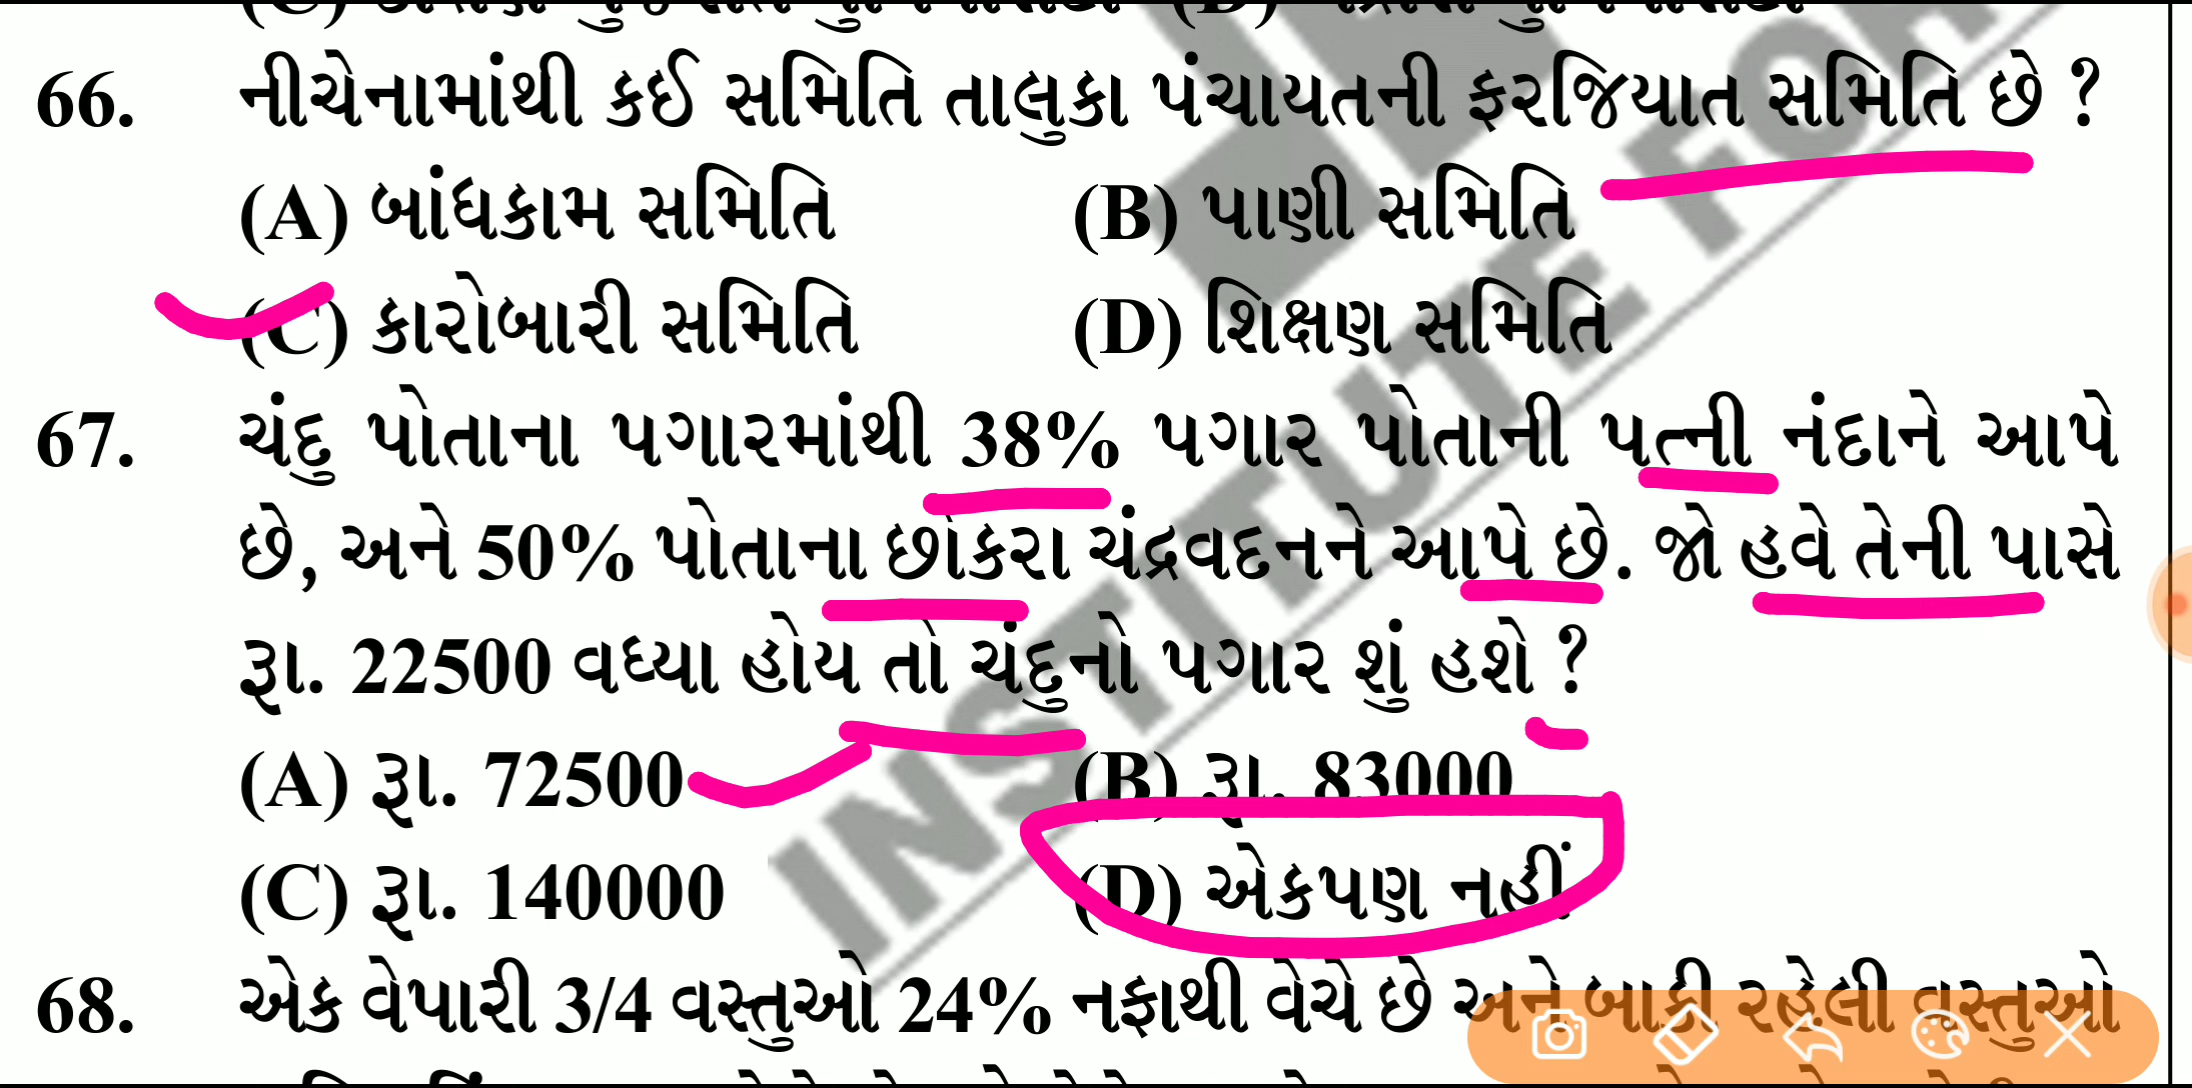 66. નીચેનામાંથી કઈ સમિતિ તાલુકા પંચાયતની ફરજિયાત સમિતિ છે ?
(A) બાંધકામ સમિતિ (B) પાણી સમિતિ
(C) કારોબારી સમિતિ (D) શિક્ષણ સમિતિ
67. ચંદુ પોતાના પગારમાંથી 38% પગાર પોતાની પત્ની નંદાને આપે
છે, અને 50% પોતાના છોકરા ચંદ્રવદનને આપે છે. જો હવે તેની પાસે
રૂા. 22500 વધ્યા હોય તો ચંદુનો પગાર શું હશે ?
(A) રૂા. 72500 (B) રૂા. 83000
(C) રૂા. 140000 (D) એકપણ નહીં
68. એક વેપારી 3/4 વસ્તુઓ 24% નફાથી વેચે છે અને બાકી રહેલી વસ્તુઓ
INSTITUTE FOR